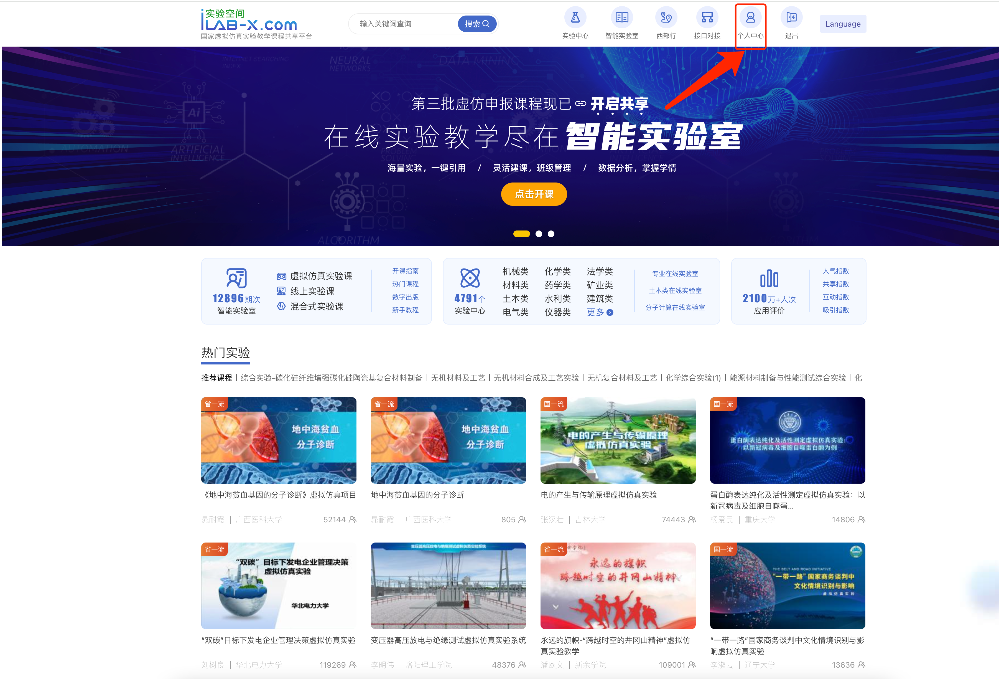 实验空间
iLAB-X.com
国家虚拟仿真实验教学课程共享平台
输入关键词查询
搜索
实验中心
智能实验室
西部行
接口对接
个人中心
退出
Language
INTERNET SEARCHING
INDEX
NEURAL
NETWORKS
DATA MINING
第三批虚仿申报课程现已 开启共享
Ai
在线实验教学尽在 智能实验室
AUTOMATION
ARTIFICIAL
INTELLIGENCE
PROBLEM
SOLVING
海量实验，一键引用 / 灵活建课，班级管理 / 数据分析，掌握学情
点击开课
ALGORITHM
12896期次
智能实验室
虚拟仿真实验课
线上实验课
混合式实验课
开课指南
热门课程
数字出版
新手教程
4791个
实验中心
机械类 化学类 法学类
材料类 药学类 矿业类
土木类 水利类 建筑类
电气类 仪器类 更多
专业在线实验室
土木类在线实验室
分子计算在线实验室
2100万+人次
应用评价
人气指数
共享指数
互动指数
吸引指数
热门实验
推荐课程 | 综合实验-碳化硅纤维增强碳化硅陶瓷基复合材料制备 | 无机材料及工艺 | 无机材料合成及工艺实验 | 无机复合材料及工艺 | 化学综合实验(1) | 能源材料制备与性能测试综合实验 | 化
省一流
地中海贫血
分子诊断
《地中海贫血基因的分子诊断》虚拟仿真项目
晁耐霞 | 广西医科大学 52144
省一流
地中海贫血
分子诊断
地中海贫血基因的分子诊断
晁耐霞 | 广西医科大学 805
国一流
电的产生与传输原理
虚拟仿真实验
电的产生与传输原理虚拟仿真实验
张汉壮 | 吉林大学 74443
国一流
蛋白酶表达纯化及活性测定虚拟仿真实验:
以新冠病毒及细胞自噬蛋白酶为例
蛋白酶表达纯化及活性测定虚拟仿真实验：以
新冠病毒及细胞自噬蛋...
杨爱民 | 重庆大学 14806
省一流
“双碳”目标下发电企业管理决策
虚拟仿真实验
华北电力大学
“双碳”目标下发电企业管理决策虚拟仿真实验
刘树良 | 华北电力大学 119269
变压器高压放电与绝缘测试虚拟仿真实验系统
变压器高压放电与绝缘测试虚拟仿真实验系统
李明伟 | 洛阳理工学院 48376
省一流
永远的旗帜
跨越时空的井冈山精神
永远的旗帜-“跨越时空的井冈山精神”虚拟仿
真实验教学
潘欧文 | 新余学院 109001
国一流
THE BELT AND ROAD INITIATIVE
“一带一路”国家商务谈判中
文化情境识别与影响
虚拟仿真实验
“一带一路”国家商务谈判中文化情境识别与影
响虚拟仿真实验
李淑云 | 辽宁大学 13636